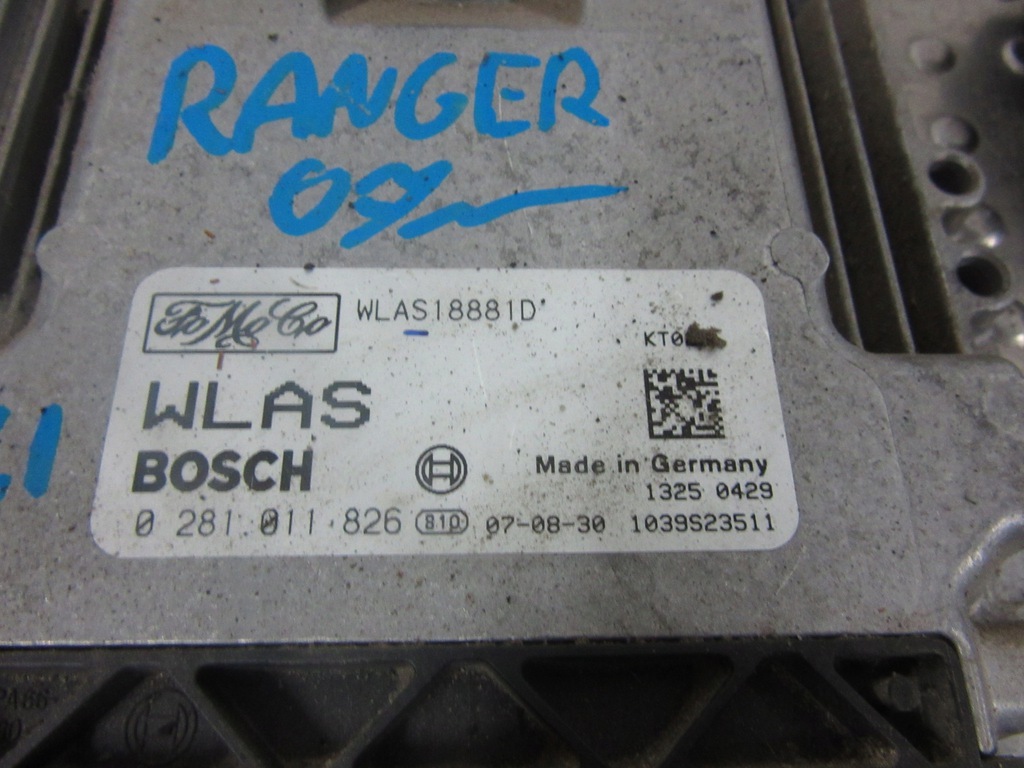 RANGER
07
FoMoCo WLAS18881D
KT0
WLAS
BOSCH
Made in Germany
1325 0429
0 281 011 826 810 07-08-30 1039S23511